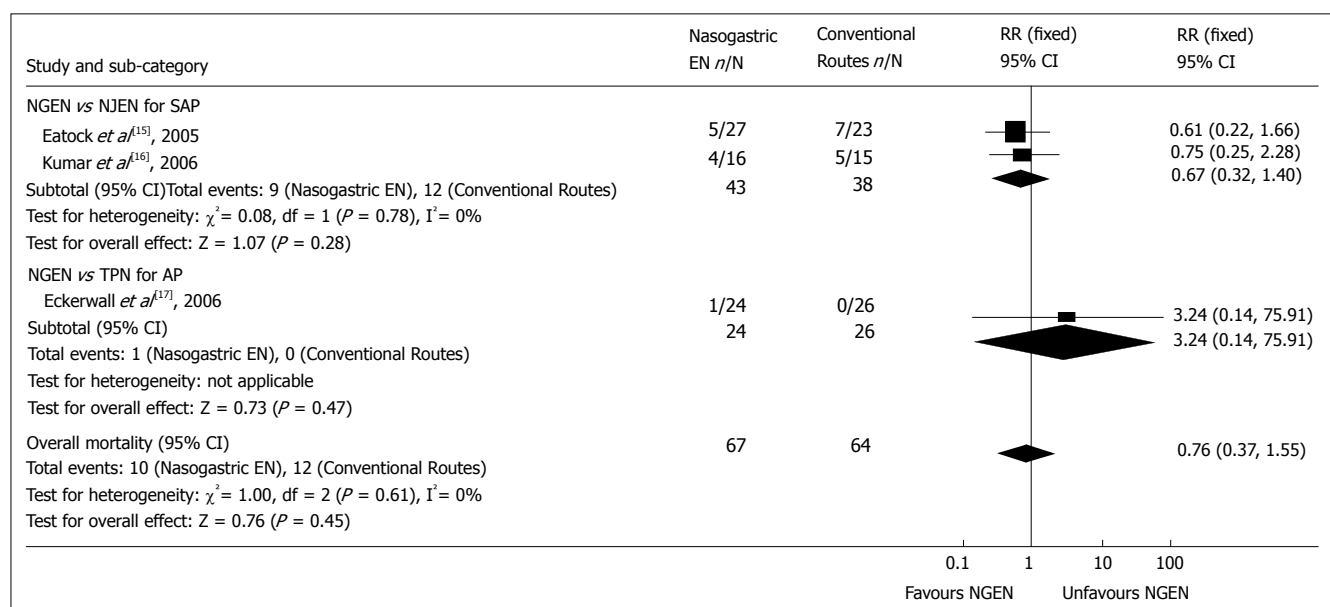 Nasogastric Conventional RR (fixed) RR (fixed)
Study and sub-category EN n/N Routes n/N 95% CI 95% CI
NGEN vs NJEN for SAP
Eatock et al[15], 2005 5/27 7/23 0.61 (0.22, 1.66)
Kumar et al[16], 2006 4/16 5/15 0.75 (0.25, 2.28)
Subtotal (95% CI)Total events: 9 (Nasogastric EN), 12 (Conventional Routes) 43 38 0.67 (0.32, 1.40)
Test for heterogeneity: χ² = 0.08, df = 1 (P = 0.78), I² = 0%
Test for overall effect: Z = 1.07 (P = 0.28)
NGEN vs TPN for AP
Eckerwall et al[17], 2006 1/24 0/26 3.24 (0.14, 75.91)
Subtotal (95% CI) 24 26 3.24 (0.14, 75.91)
Total events: 1 (Nasogastric EN), 0 (Conventional Routes)
Test for heterogeneity: not applicable
Test for overall effect: Z = 0.73 (P = 0.47)
Overall mortality (95% CI) 67 64 0.76 (0.37, 1.55)
Total events: 10 (Nasogastric EN), 12 (Conventional Routes)
Test for heterogeneity: χ² = 1.00, df = 2 (P = 0.61), I² = 0%
Test for overall effect: Z = 0.76 (P = 0.45)
0.1 1 10 100
Favours NGEN Unfavours NGEN